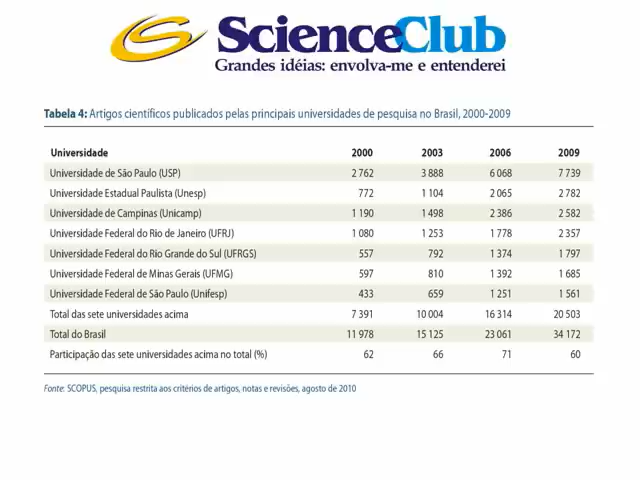 ScienceClub
Grandes idéias: envolva-me e entenderei
Tabela 4: Artigos científicos publicados pelas principais universidades de pesquisa no Brasil, 2000-2009
Universidade 2000 2003 2006 2009
Universidade de São Paulo (USP) 2 762 3 888 6 068 7 739
Universidade Estadual Paulista (Unesp) 772 1 104 2 065 2 782
Universidade de Campinas (Unicamp) 1 190 1 498 2 386 2 582
Universidade Federal do Rio de Janeiro (UFRJ) 1 080 1 253 1 778 2 357
Universidade Federal do Rio Grande do Sul (UFRGS) 557 792 1 374 1 797
Universidade Federal de Minas Gerais (UFMG) 597 810 1 392 1 685
Universidade Federal de São Paulo (Unifesp) 433 659 1 251 1 561
Total das sete universidades acima 7 391 10 004 16 314 20 503
Total do Brasil 11 978 15 125 23 061 34 172
Participação das sete universidades acima no total (%) 62 66 71 60
Fonte: SCOPUS, pesquisa restrita aos critérios de artigos, notas e revisões, agosto de 2010